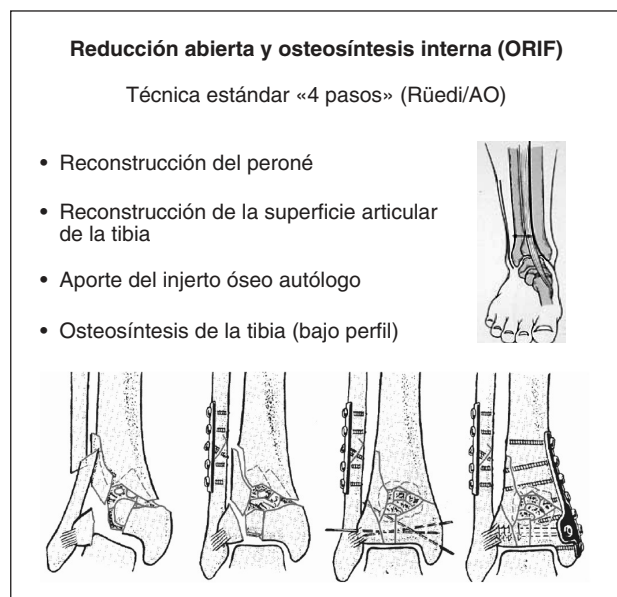 Reducción abierta y osteosíntesis interna (ORIF)
Técnica estándar «4 pasos» (Rüedi/AO)
• Reconstrucción del peroné
• Reconstrucción de la superficie articular
de la tibia
• Aporte del injerto óseo autólogo
• Osteosíntesis de la tibia (bajo perfil)